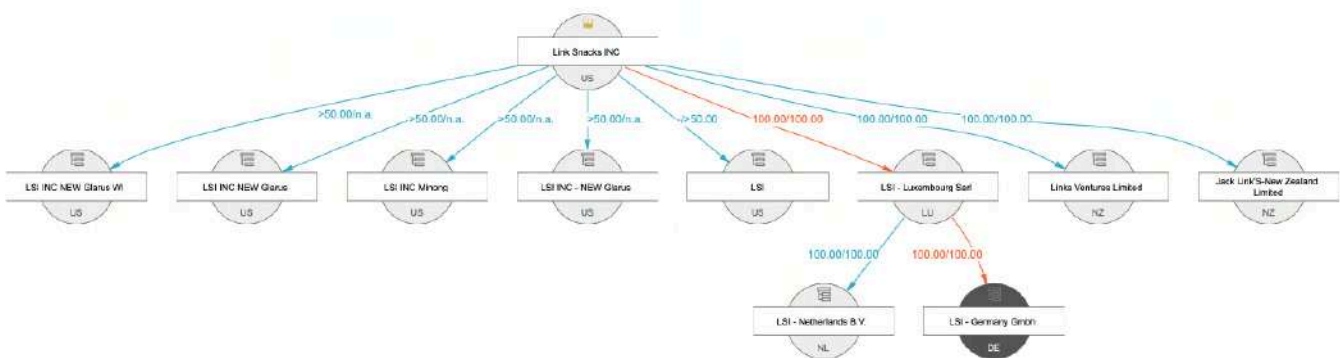 Link Snacks INC
US
>50.00/n.a.
>50.00/n.a.
>50.00/n.a.
>50.00/n.a.
-/>50.00
100.00/100.00
100.00/100.00
100.00/100.00
LSI INC NEW Glarus WI
US
LSI INC NEW Glarus
US
LSI INC Minong
US
LSI INC - NEW Glarus
US
LSI
US
LSI - Luxembourg Sarl
LU
Links Ventures Limited
NZ
Jack Link'S-New Zealand
Limited
NZ
100.00/100.00
100.00/100.00
LSI - Netherlands B.V.
NL
LSI - Germany Gmbh
DE